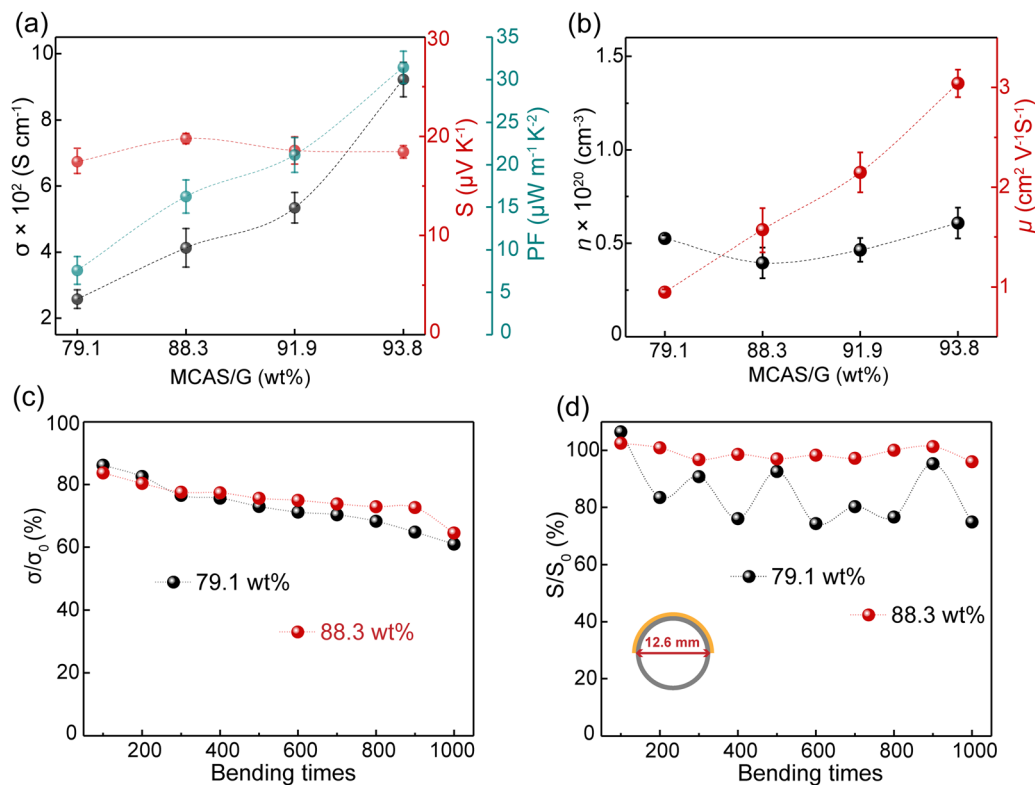 (a)
10
8
6
4
2
σ × 10² (S cm⁻¹)
79.1
88.3
91.9
93.8
MCAS/G (wt%)
30
20
10
0
S (µV K⁻¹)
35
30
25
20
15
10
5
0
PF (µW m⁻¹ K⁻²)
(b)
1.5
1.0
0.5
0
n × 10²⁰ (cm⁻³)
79.1
88.3
91.9
93.8
MCAS/G (wt%)
3
2
1
µ (cm² V⁻¹S⁻¹)
(c)
100
80
60
40
20
0
σ/σ₀ (%)
79.1 wt%
88.3 wt%
200
400
600
800
1000
Bending times
(d)
100
80
60
40
20
0
S/S₀ (%)
79.1 wt%
88.3 wt%
12.6 mm
200
400
600
800
1000
Bending times